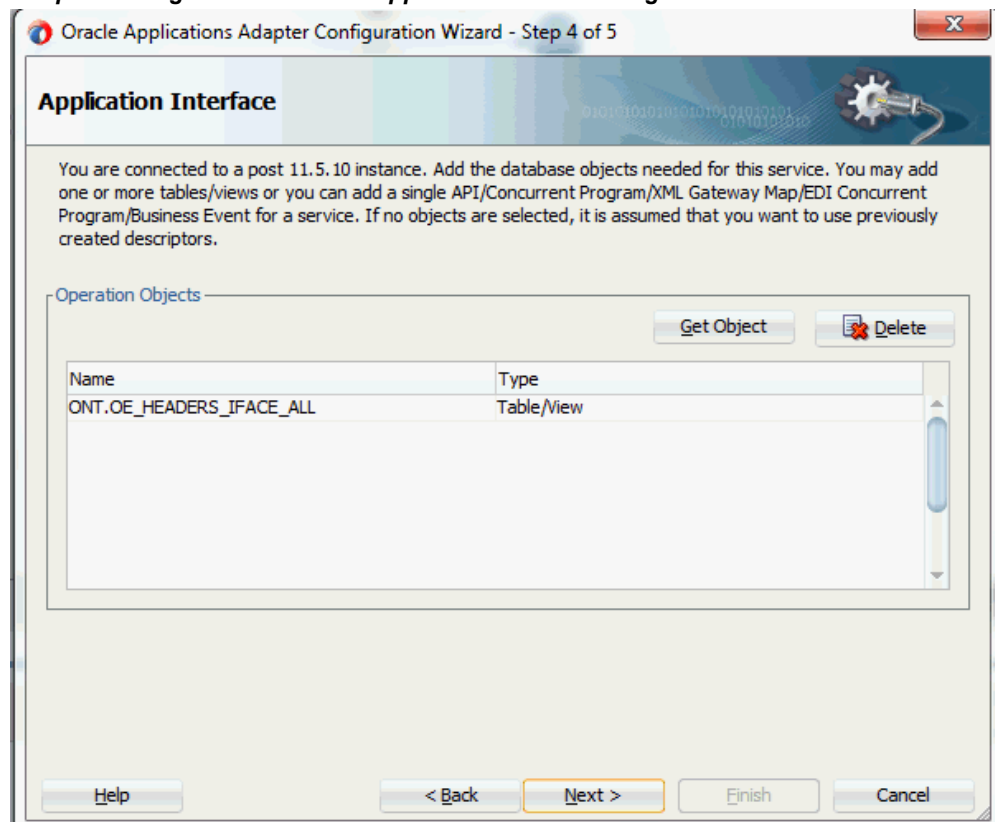 Oracle Applications Adapter Configuration Wizard - Step 4 of 5
X
Application Interface
You are connected to a post 11.5.10 instance. Add the database objects needed for this service. You may add
one or more tables/views or you can add a single API/Concurrent Program/XML Gateway Map/EDI Concurrent
Program/Business Event for a service. If no objects are selected, it is assumed that you want to use previously
created descriptors.
Operation Objects
Get Object Delete
Name Type
ONT.OE_HEADERS_IFACE_ALL Table/View
Help < Back Next > Finish Cancel